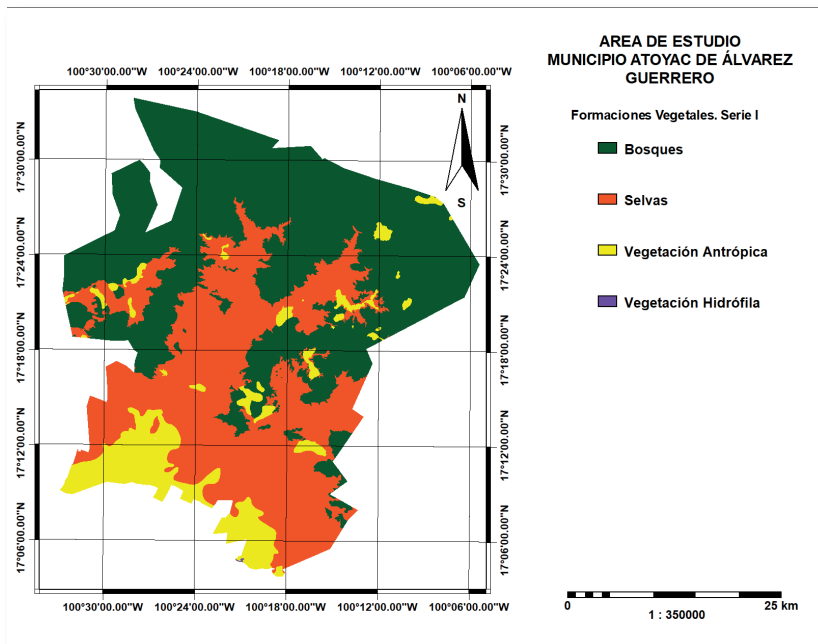 AREA DE ESTUDIO
MUNICIPIO ATOYAC DE ÁLVAREZ
GUERRERO
100°30'00.00"W 100°24'00.00"W 100°18'00.00"W 100°12'00.00"W 100°06'00.00"W
N
S
Formaciones Vegetales. Serie I
Bosques
Selvas
Vegetación Antrópica
Vegetación Hidrófila
17°30'00.00"N
17°24'00.00"N
17°18'00.00"N
17°12'00.00"N
17°06'00.00"N
17°30'00.00"N
17°24'00.00"N
17°18'00.00"N
17°12'00.00"N
17°06'00.00"N
100°30'00.00"W 100°24'00.00"W 100°18'00.00"W 100°12'00.00"W 100°06'00.00"W
0 25 km
1 : 350000